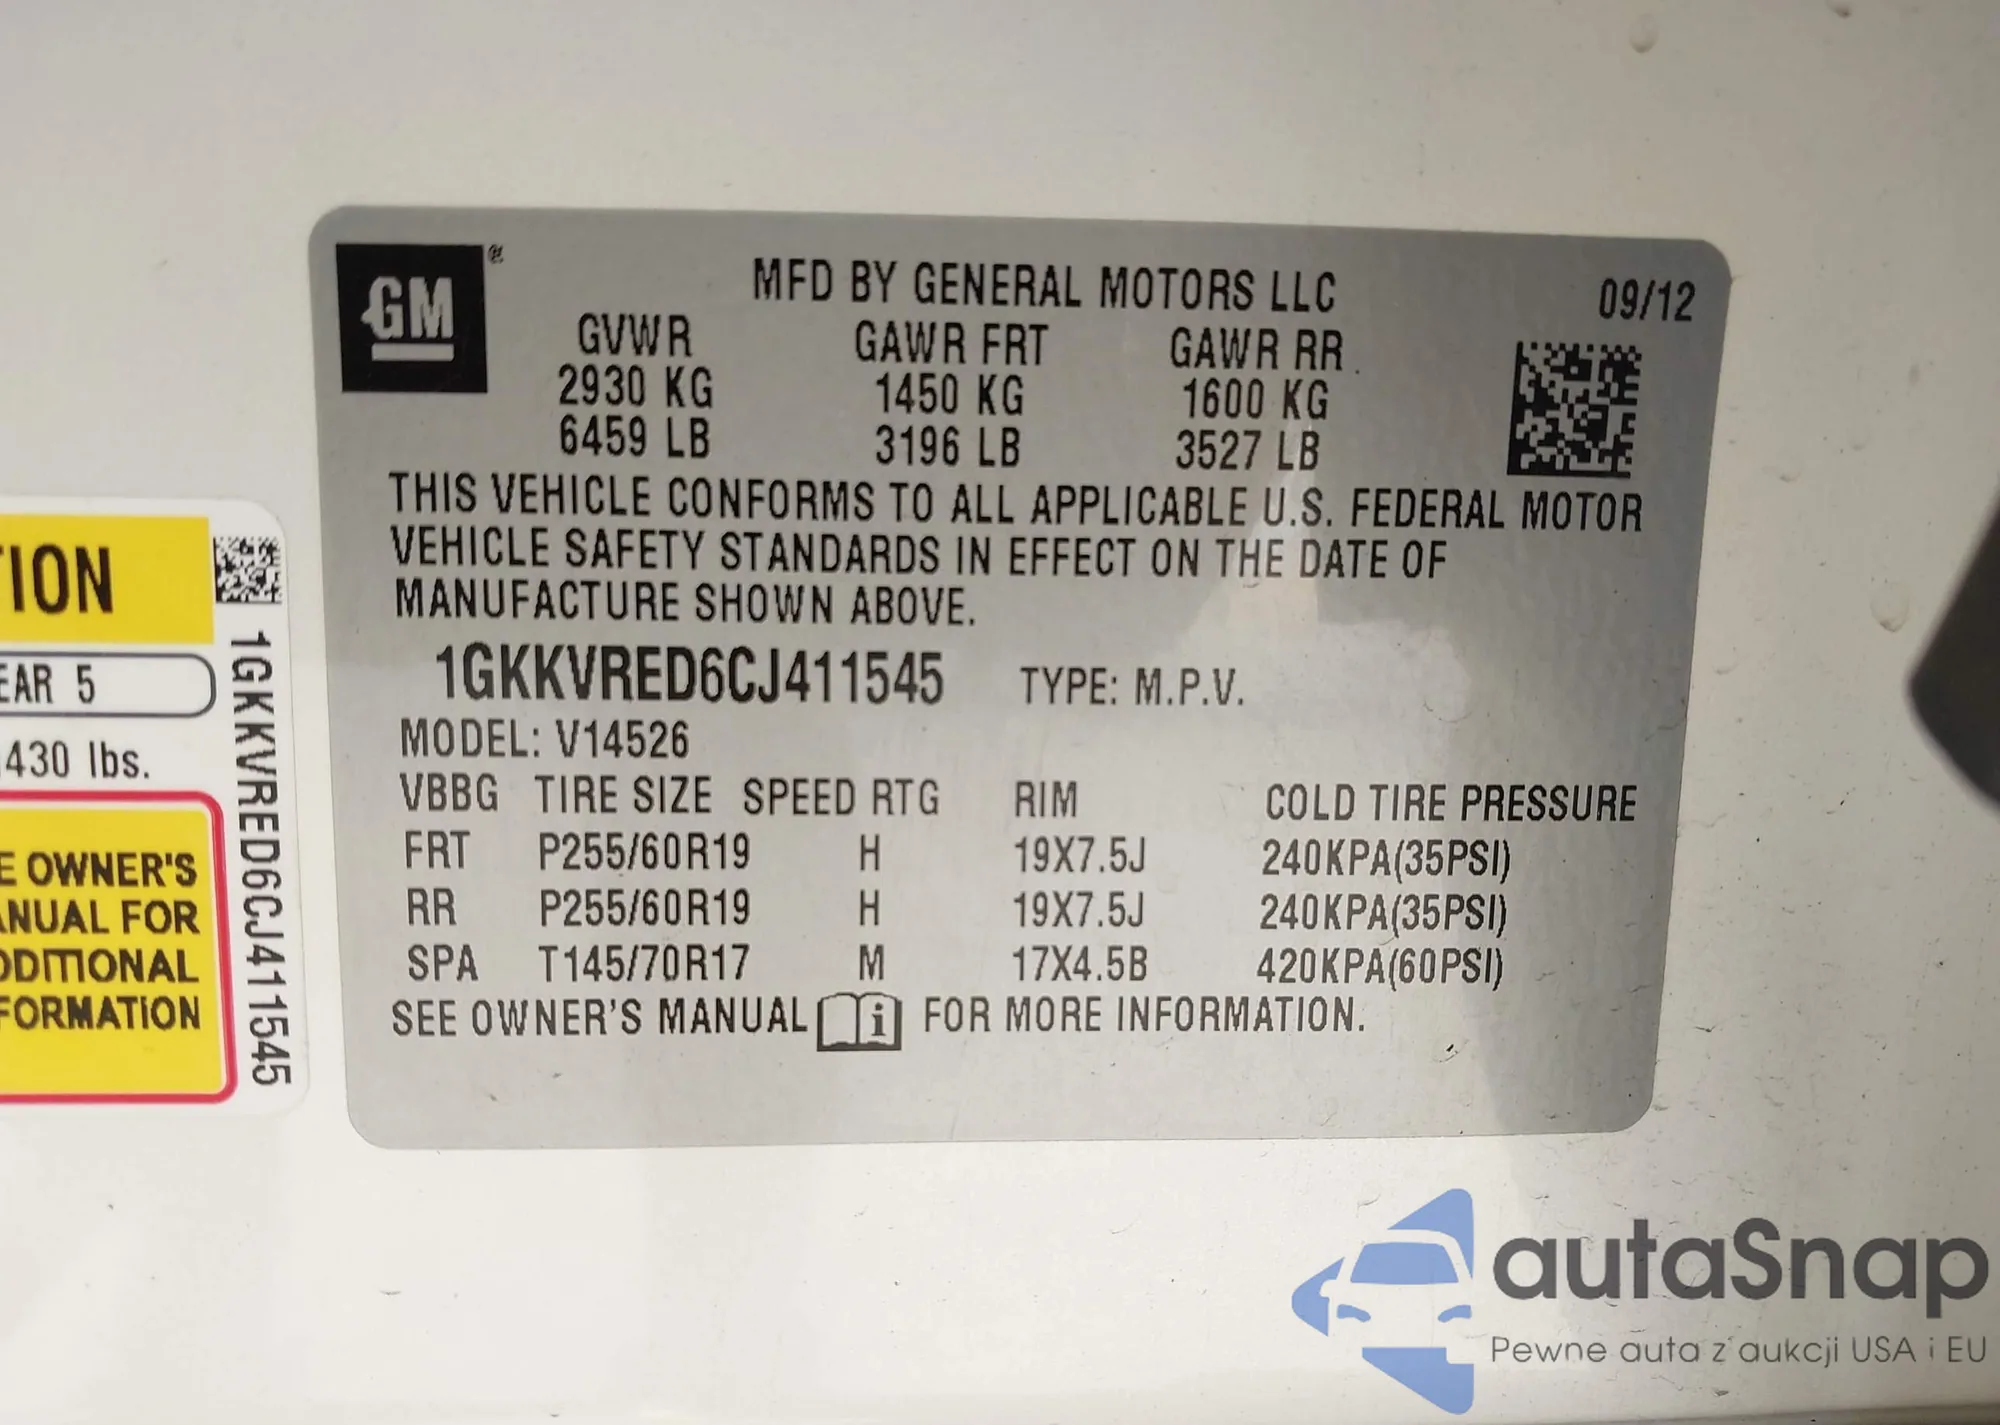 GM
MFD BY GENERAL MOTORS LLC 09/12
GVWR GAWR FRT GAWR RR
2930 KG 1450 KG 1600 KG
6459 LB 3196 LB 3527 LB
THIS VEHICLE CONFORMS TO ALL APPLICABLE U.S. FEDERAL MOTOR
VEHICLE SAFETY STANDARDS IN EFFECT ON THE DATE OF
MANUFACTURE SHOWN ABOVE.
1GKKVRED6CJ411545 TYPE: M.P.V.
MODEL: V14526
VBBG TIRE SIZE SPEED RTG RIM COLD TIRE PRESSURE
FRT P255/60R19 H 19X7.5J 240KPA(35PSI)
RR P255/60R19 H 19X7.5J 240KPA(35PSI)
SPA T145/70R17 M 17X4.5B 420KPA(60PSI)
SEE OWNER'S MANUAL FOR MORE INFORMATION.
TION
EAR 5
430 lbs.
E OWNER'S
ANUAL FOR
DDITIONAL
FORMATION
1GKKVRED6CJ411545
autaSnap
Pewne auta z aukcji USA i EU